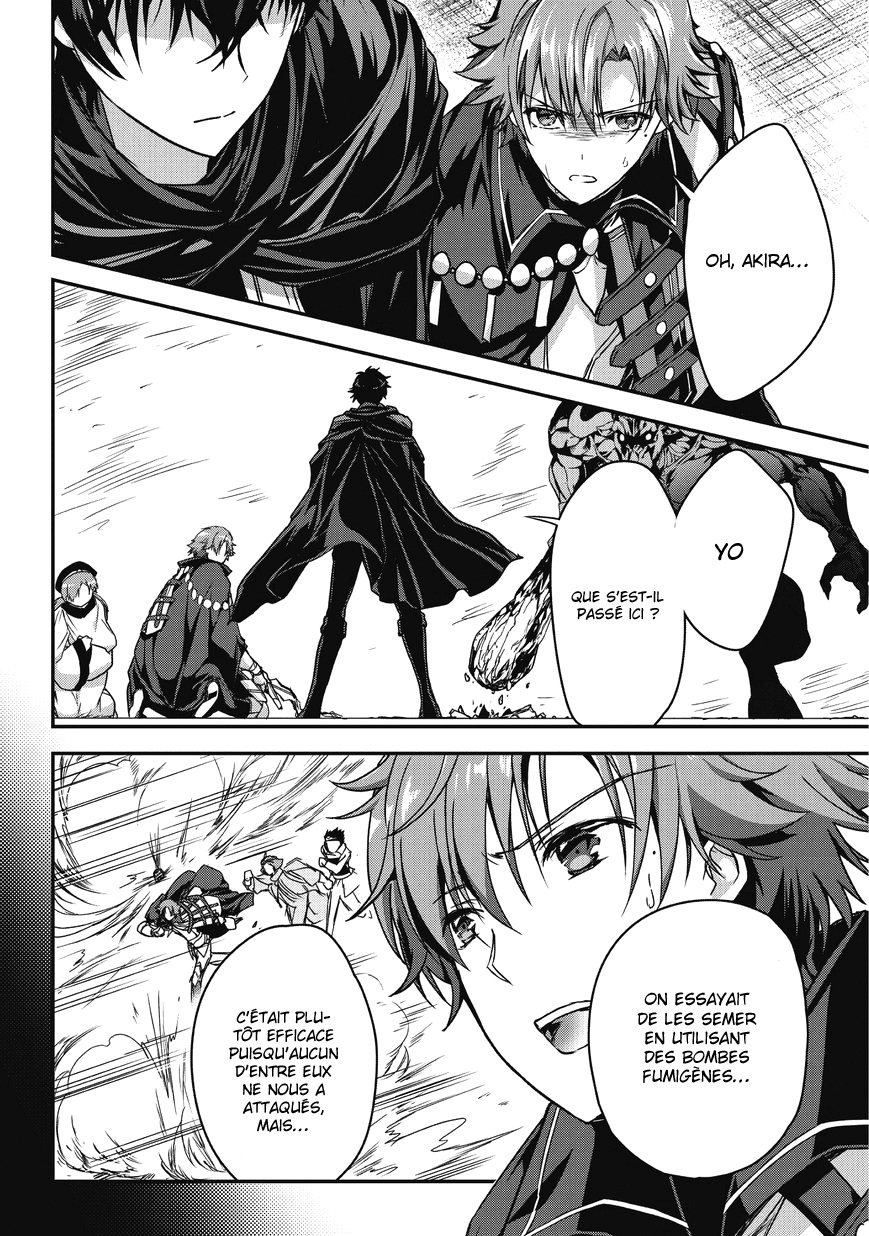 OH, AKIRA...
YO
QUE S'EST-IL
PASSÉ ICI ?
ON ESSAYAIT
DE LES SEMER
EN UTILISANT
DES BOMBES
FUMIGÈNES...
C'ÉTAIT PLU-
TÔT EFFICACE
PUISQU'AUCUN
D'ENTRE EUX
NE NOUS A
ATTAQUÉS,
MAIS...